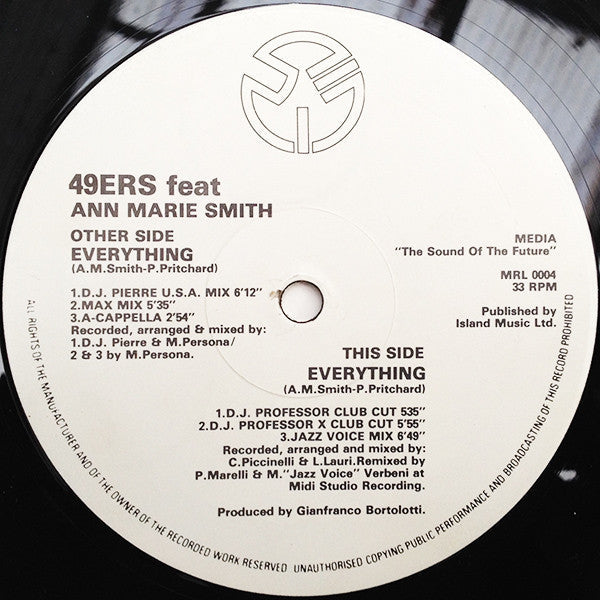 49ERS feat
ANN MARIE SMITH
OTHER SIDE
EVERYTHING
(A.M.Smith-P.Pritchard)
1.D.J. PIERRE U.S.A. MIX 6'12"
2.MAX MIX 5'35"
3.A-CAPPELLA 2'54"
Recorded, arranged & mixed by:
1.D.J. Pierre & M.Persona/
2 & 3 by M.Persona.
MEDIA
"The Sound Of The Future"
MRL 0004
33 RPM
Published by
Island Music Ltd.
THIS SIDE
EVERYTHING
(A.M.Smith-P.Pritchard)
1.D.J. PROFESSOR CLUB CUT 535"
2.D.J. PROFESSOR X CLUB CUT 5'55"
3.JAZZ VOICE MIX 6'49"
Recorded, arranged and mixed by:
C.Piccinelli & L.Lauri.Remixed by
P.Marelli & M."Jazz Voice" Verbeni at
Midi Studio Recording.
Produced by Gianfranco Bortolotti.
ALL RIGHTS OF THE MANUFACTURER AND OF THE OWNER OF THE RECORDED WORK RESERVED UNAUTHORISED COPYING PUBLIC PERFORMANCE AND BROADCASTING OF THIS RECORD PROHIBITED